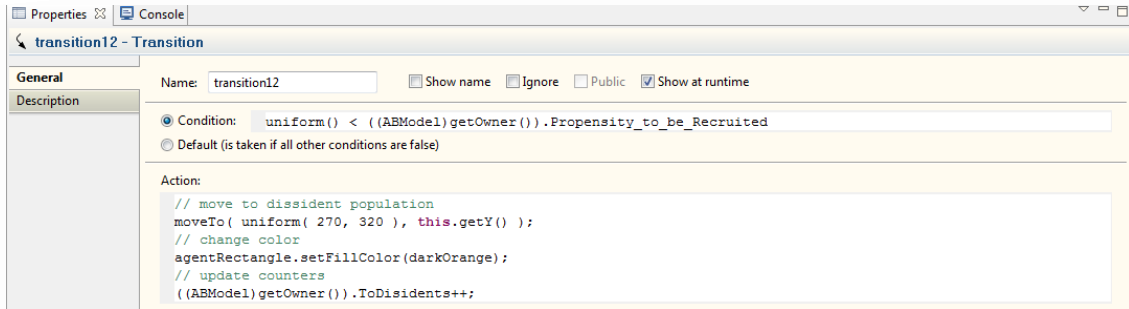 Properties Console
transition12 - Transition
General
Description
Name: transition12 Show name Ignore Public Show at runtime
Condition: uniform() < ((ABModel)getOwner()).Propensity_to_be_Recruited
Default (is taken if all other conditions are false)
Action:
// move to dissident population
moveTo( uniform( 270, 320 ), this.getY() );
// change color
agentRectangle.setFillColor(darkOrange);
// update counters
((ABModel)getOwner()).ToDisidents++;